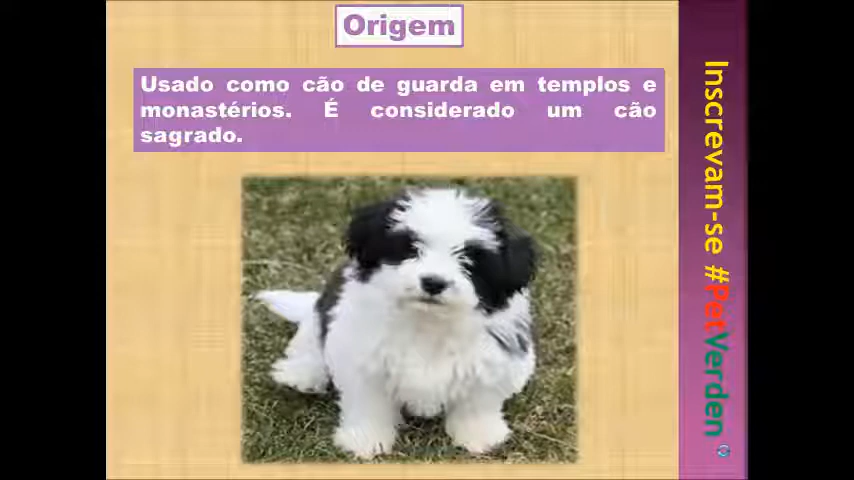 Origem
Usado como cão de guarda em templos e
monastérios. É considerado um cão
sagrado.
Inscrevam-se #PetVerden